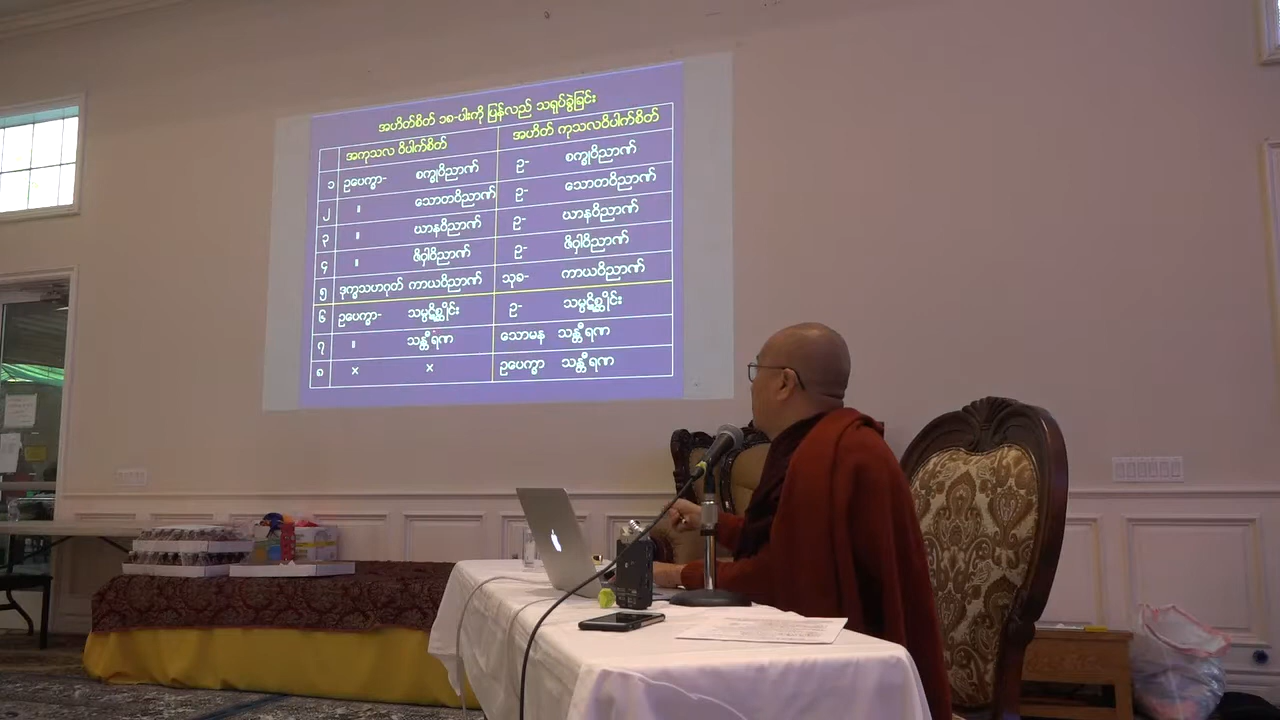 အဟိတ်စိတ် ၁၈-ပါးကို ပြန်လည် သရုပ်ခွဲခြင်း
အကုသလ ဝိပါက်စိတ် အဟိတ် ကုသလဝိပါက်စိတ်
၁ ဥပေက္ခာ- စက္ခုဝိညာဏ် ဥ- စက္ခုဝိညာဏ်
၂ ။ သောတဝိညာဏ် ဥ- သောတဝိညာဏ်
၃ ။ ဃာနဝိညာဏ် ဥ- ဃာနဝိညာဏ်
၄ ။ ဇိဝှါဝိညာဏ် ဥ- ဇိဝှါဝိညာဏ်
၅ ဒုက္ခသဟဂုတ် ကာယဝိညာဏ် သုခ- ကာယဝိညာဏ်
၆ ဥပေက္ခာ- သမ္ပဋိစ္ဆိုင်း ဥ- သမ္ပဋိစ္ဆိုင်း
၇ ။ သန္တီရဏ သောမန သန္တီရဏ
၈ × × ဥပေက္ခာ သန္တီရဏ